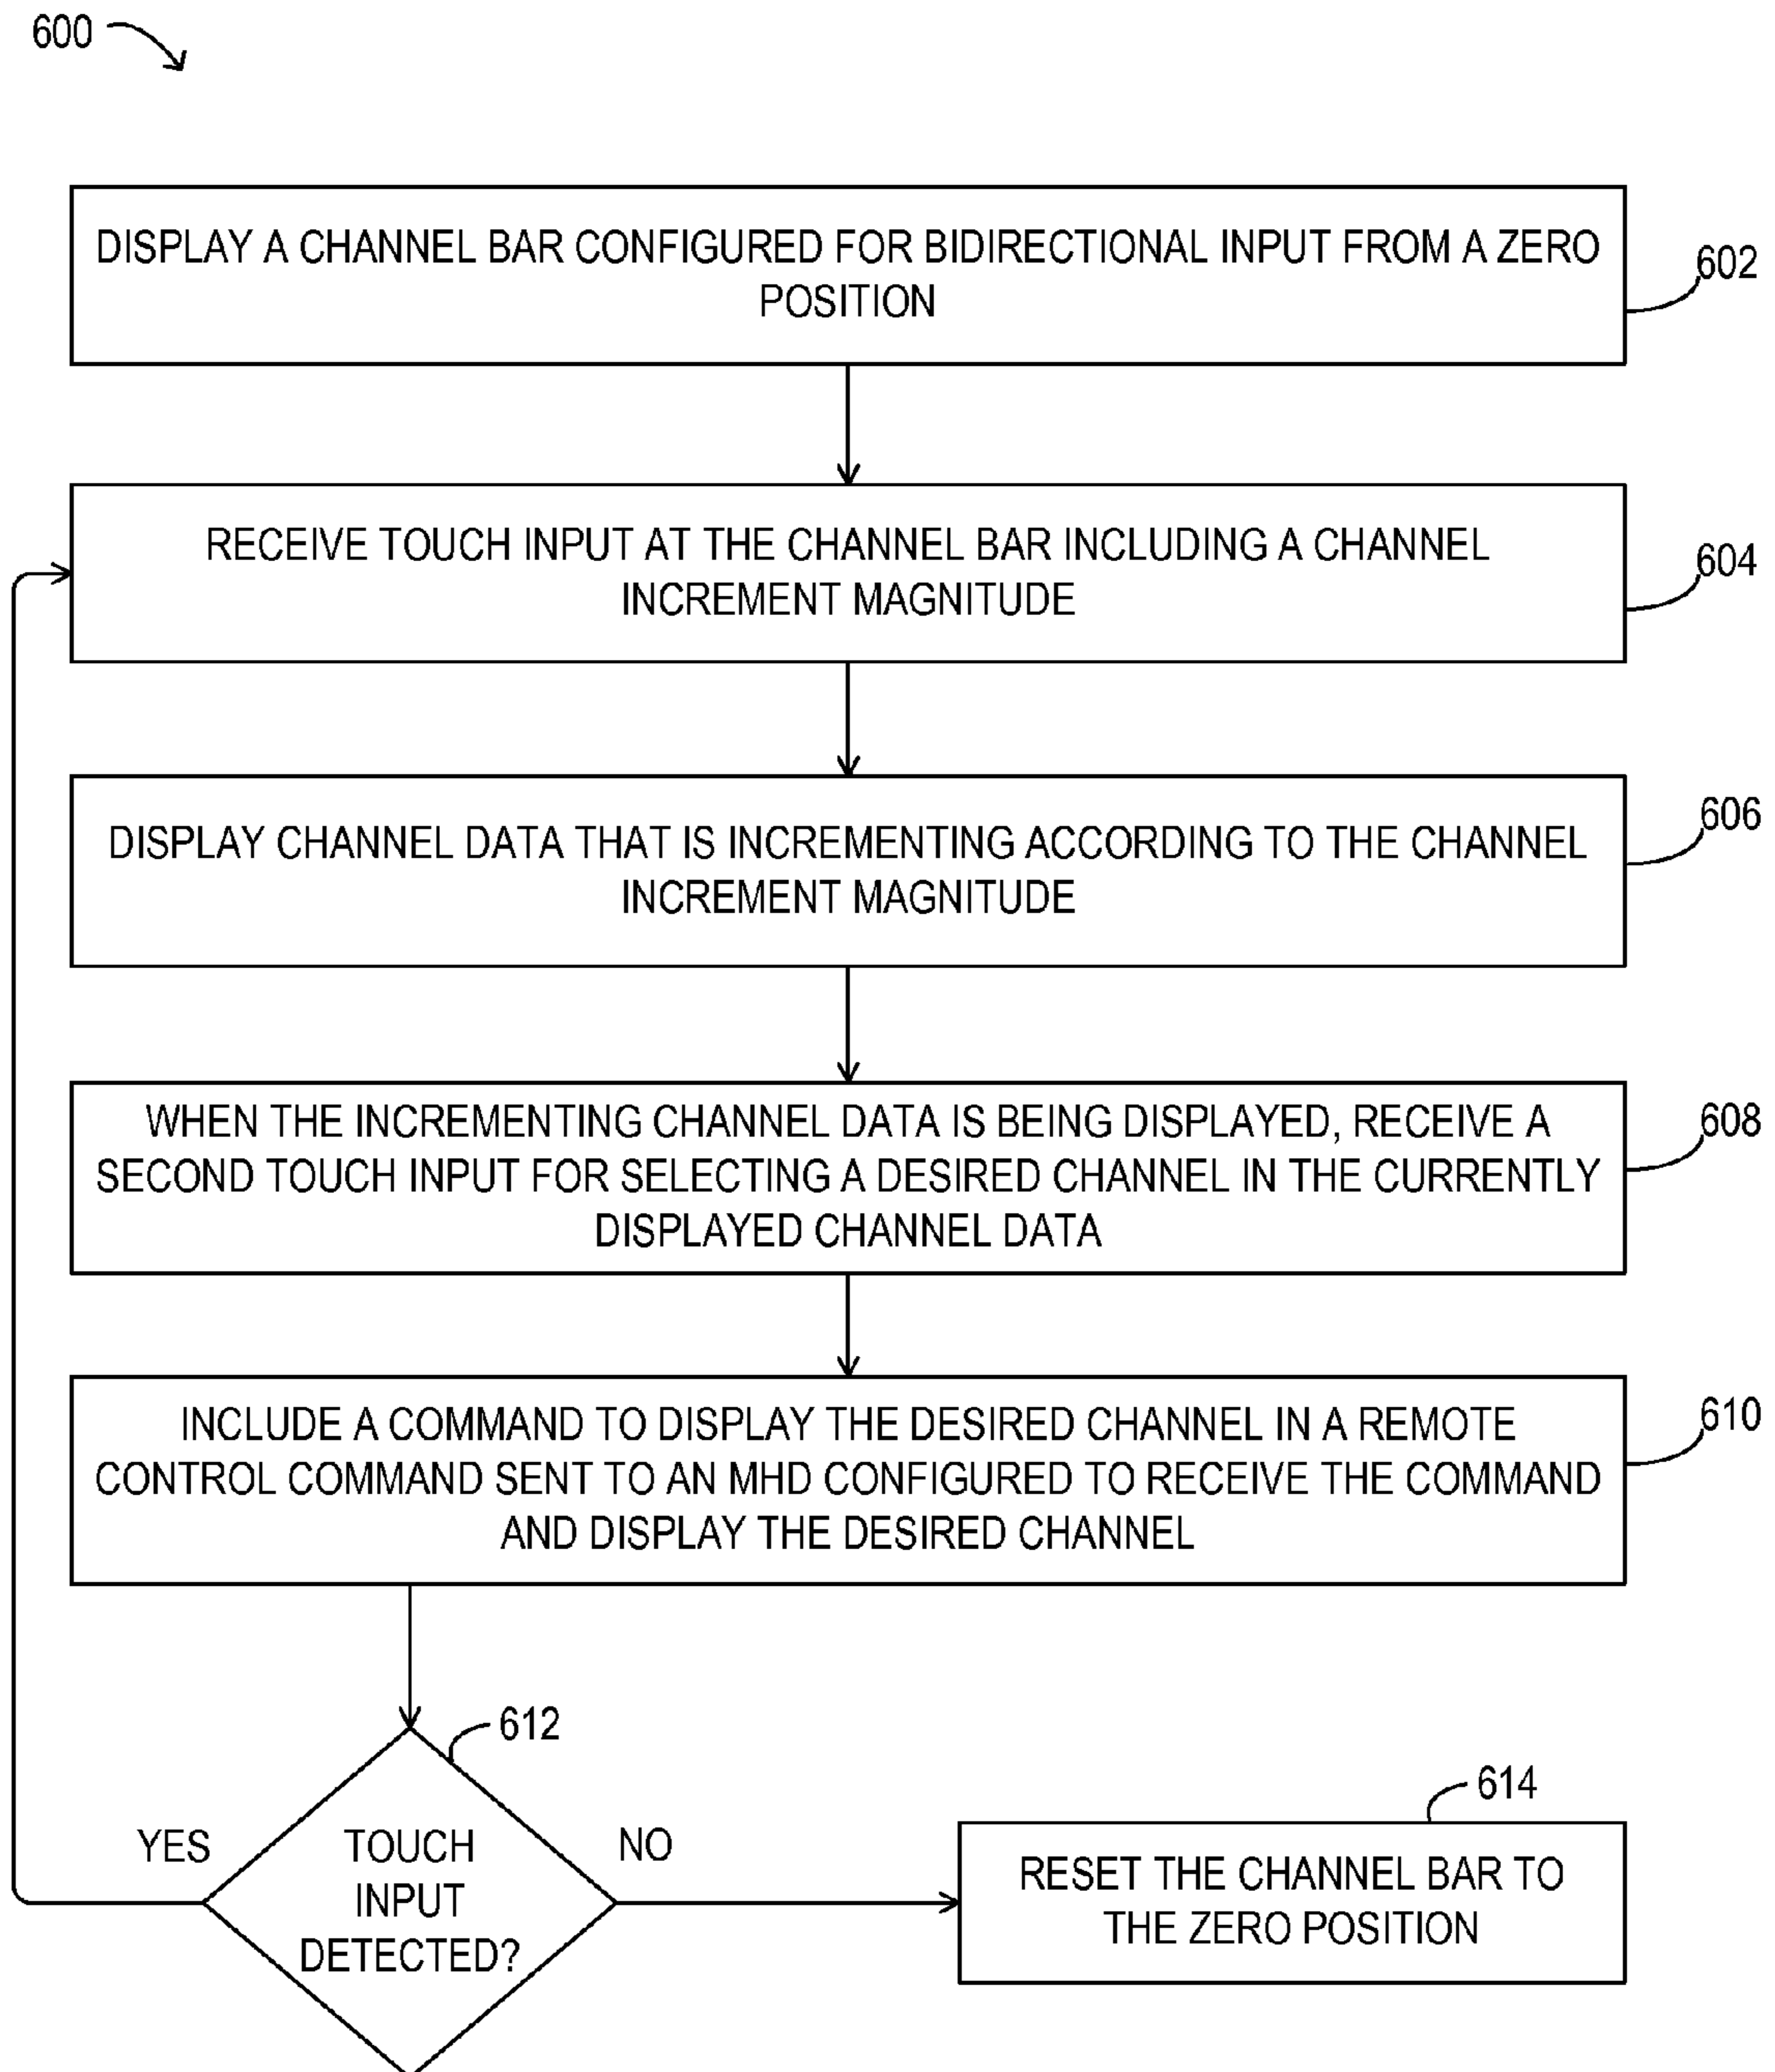 600
DISPLAY A CHANNEL BAR CONFIGURED FOR BIDIRECTIONAL INPUT FROM A ZERO
POSITION
602
RECEIVE TOUCH INPUT AT THE CHANNEL BAR INCLUDING A CHANNEL
INCREMENT MAGNITUDE
604
DISPLAY CHANNEL DATA THAT IS INCREMENTING ACCORDING TO THE CHANNEL
INCREMENT MAGNITUDE
606
WHEN THE INCREMENTING CHANNEL DATA IS BEING DISPLAYED, RECEIVE A
SECOND TOUCH INPUT FOR SELECTING A DESIRED CHANNEL IN THE CURRENTLY
DISPLAYED CHANNEL DATA
608
INCLUDE A COMMAND TO DISPLAY THE DESIRED CHANNEL IN A REMOTE
CONTROL COMMAND SENT TO AN MHD CONFIGURED TO RECEIVE THE COMMAND
AND DISPLAY THE DESIRED CHANNEL
610
612
YES
TOUCH
INPUT
DETECTED?
NO
614
RESET THE CHANNEL BAR TO
THE ZERO POSITION